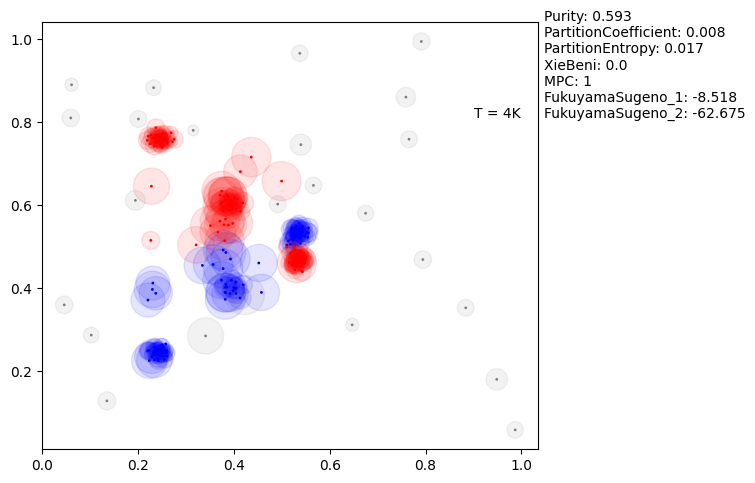 Purity: 0.593
PartitionCoefficient: 0.008
PartitionEntropy: 0.017
XieBeni: 0.0
MPC: 1
FukuyamaSugeno_1: -8.518
FukuyamaSugeno_2: -62.675
T = 4K
1.0
0.8
0.6
0.4
0.2
0.0 0.2 0.4 0.6 0.8 1.0